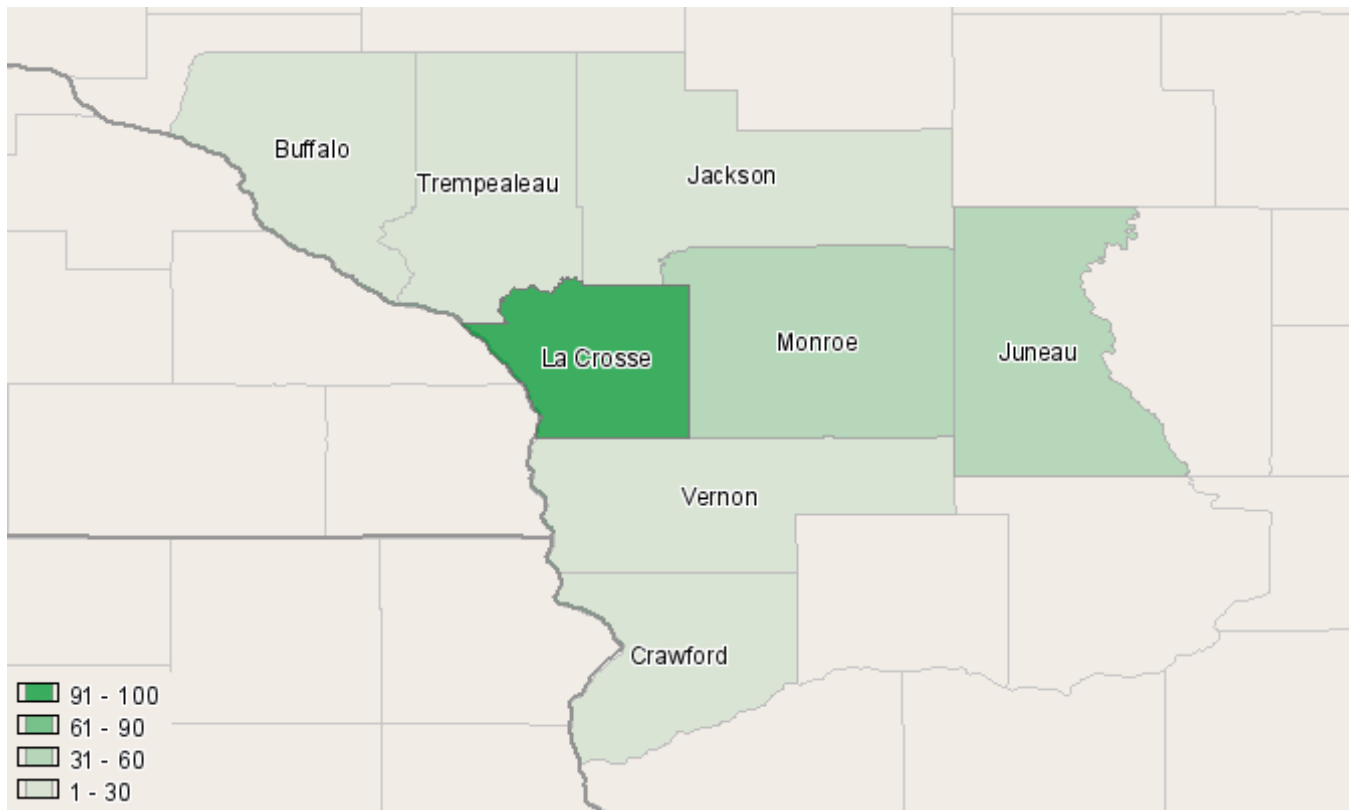 Buffalo
Trempealeau
Jackson
La Crosse
Monroe
Juneau
Vernon
Crawford
91 - 100
61 - 90
31 - 60
1 - 30